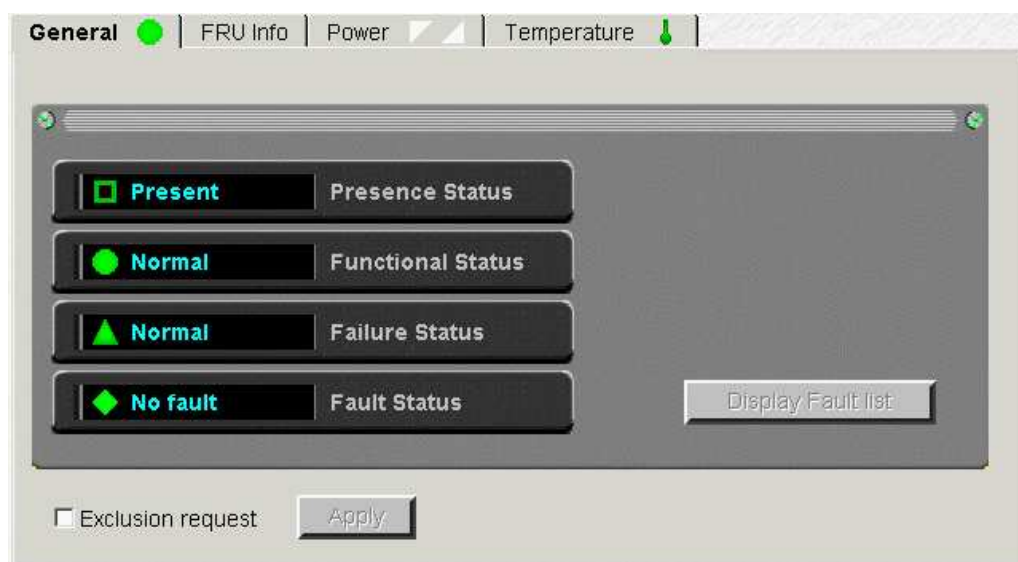 General FRU Info Power Temperature
Present Presence Status
Normal Functional Status
Normal Failure Status
No fault Fault Status
Display Fault list
Exclusion request Apply